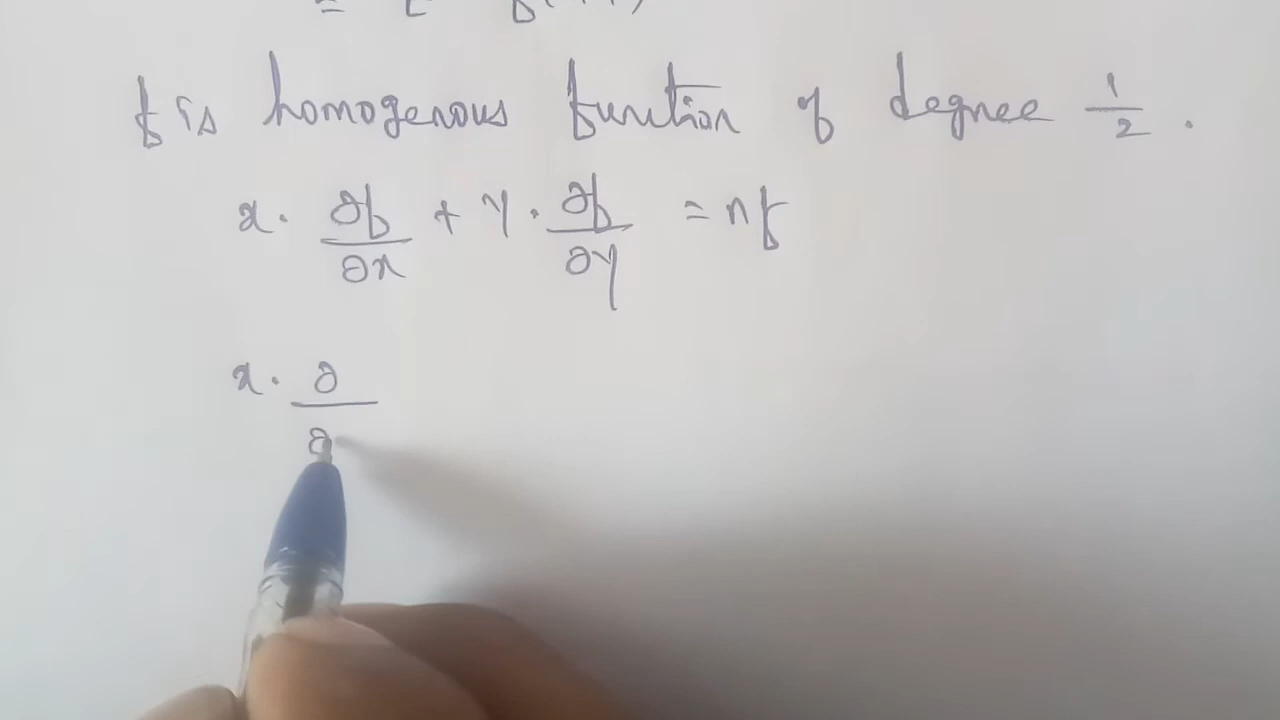 f is homogenous function of degree 1/2 .
x · ∂f/∂x + y · ∂f/∂y = nf
x · ∂/∂